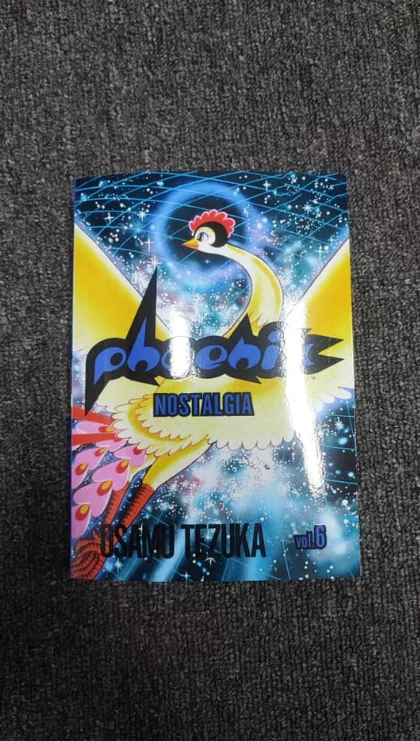 phoenix
NOSTALGIA
OSAMU TEZUKA
vol.6